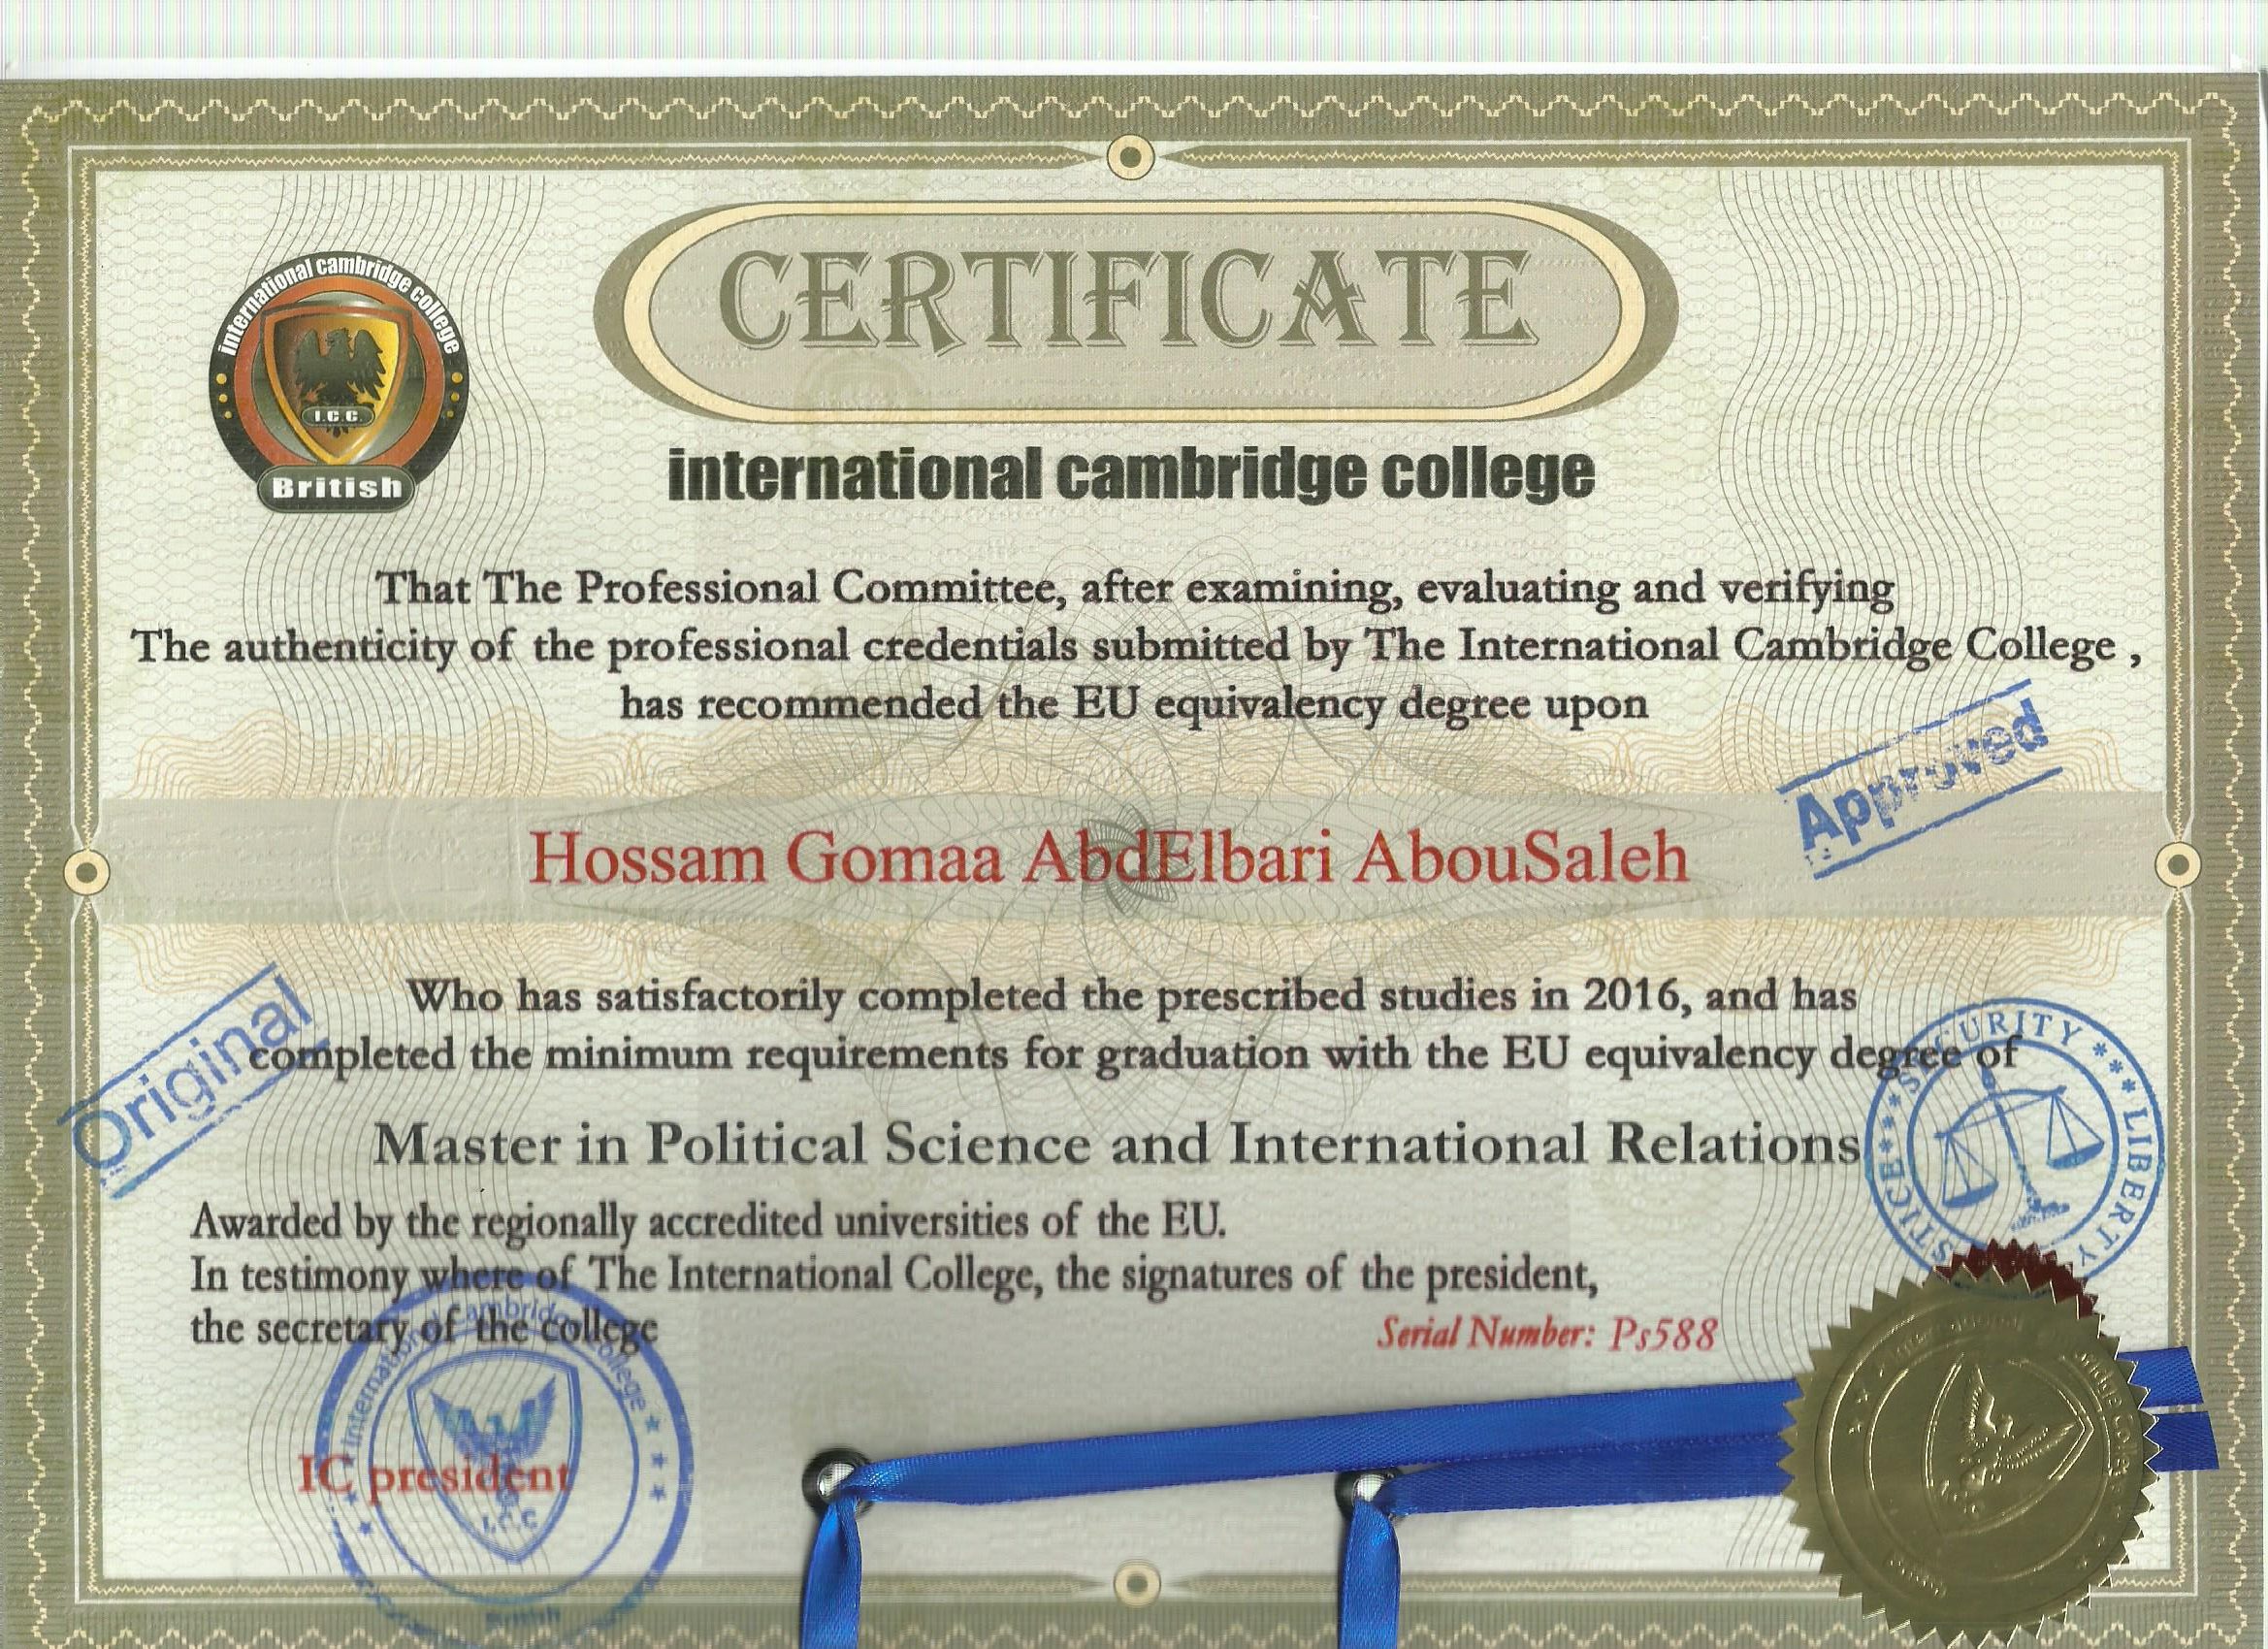 CERTIFICATE
international cambridge college
I.C.C.
British
international cambridge college
That The Professional Committee, after examining, evaluating and verifying
The authenticity of the professional credentials submitted by The International Cambridge College ,
has recommended the EU equivalency degree upon
Approved
Hossam Gomaa AbdElbari AbouSaleh
Original
Who has satisfactorily completed the prescribed studies in 2016, and has
completed the minimum requirements for graduation with the EU equivalency degree of
SECURITY *** LIBERTY
Master in Political Science and International Relations
Awarded by the regionally accredited universities of the EU.
In testimony where of The International College, the signatures of the president,
the secretary of the college
Serial Number: Ps588
International Cambridge College
IC president
I.C.C
British